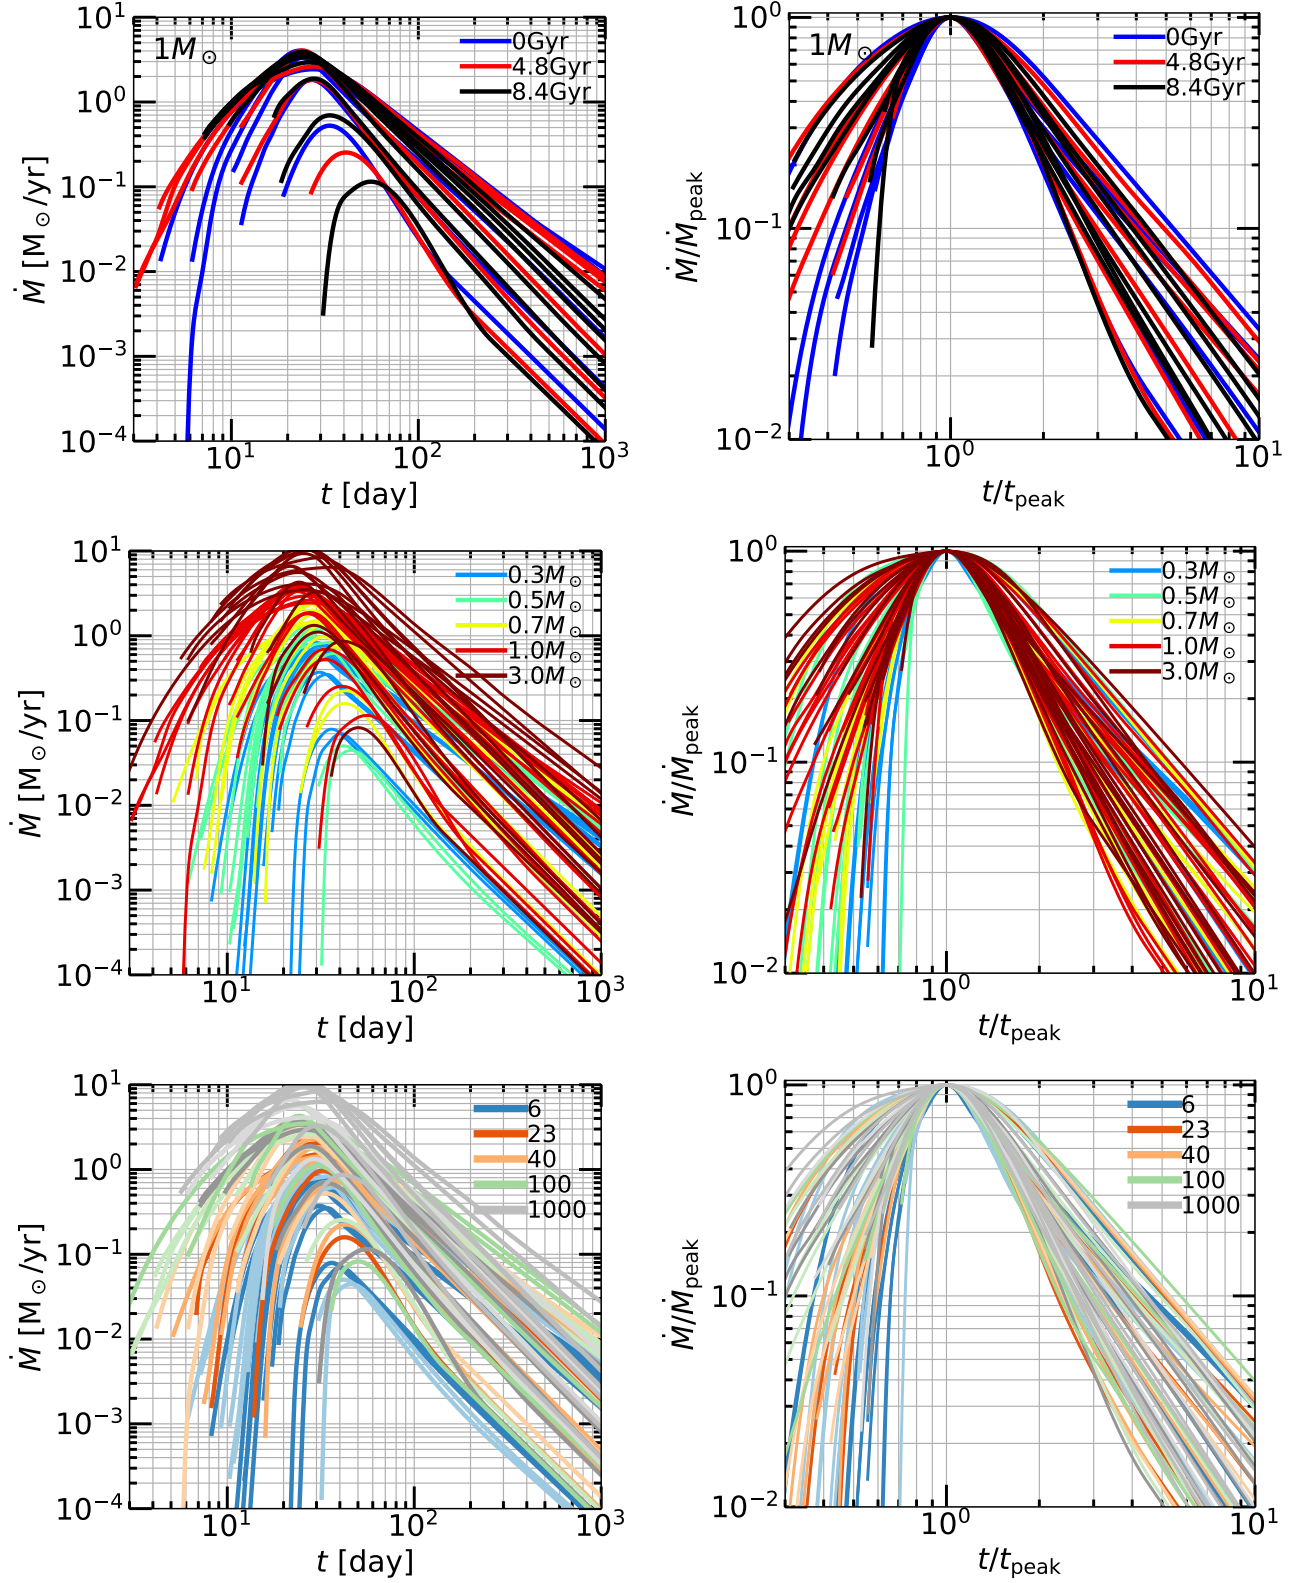 1M⊙
0Gyr
4.8Gyr
8.4Gyr
10¹
10⁰
10⁻¹
10⁻²
10⁻³
10⁻⁴
Ṁ [M⊙/yr]
10¹
10²
10³
t [day]
1M⊙
0Gyr
4.8Gyr
8.4Gyr
10⁰
10⁻¹
10⁻²
Ṁ/Ṁpeak
10⁰
10¹
t/tpeak
0.3M⊙
0.5M⊙
0.7M⊙
1.0M⊙
3.0M⊙
10¹
10⁰
10⁻¹
10⁻²
10⁻³
10⁻⁴
Ṁ [M⊙/yr]
10¹
10²
10³
t [day]
0.3M⊙
0.5M⊙
0.7M⊙
1.0M⊙
3.0M⊙
10⁰
10⁻¹
10⁻²
Ṁ/Ṁpeak
10⁰
10¹
t/tpeak
6
23
40
100
1000
10¹
10⁰
10⁻¹
10⁻²
10⁻³
10⁻⁴
Ṁ [M⊙/yr]
10¹
10²
10³
t [day]
6
23
40
100
1000
10⁰
10⁻¹
10⁻²
Ṁ/Ṁpeak
10⁰
10¹
t/tpeak